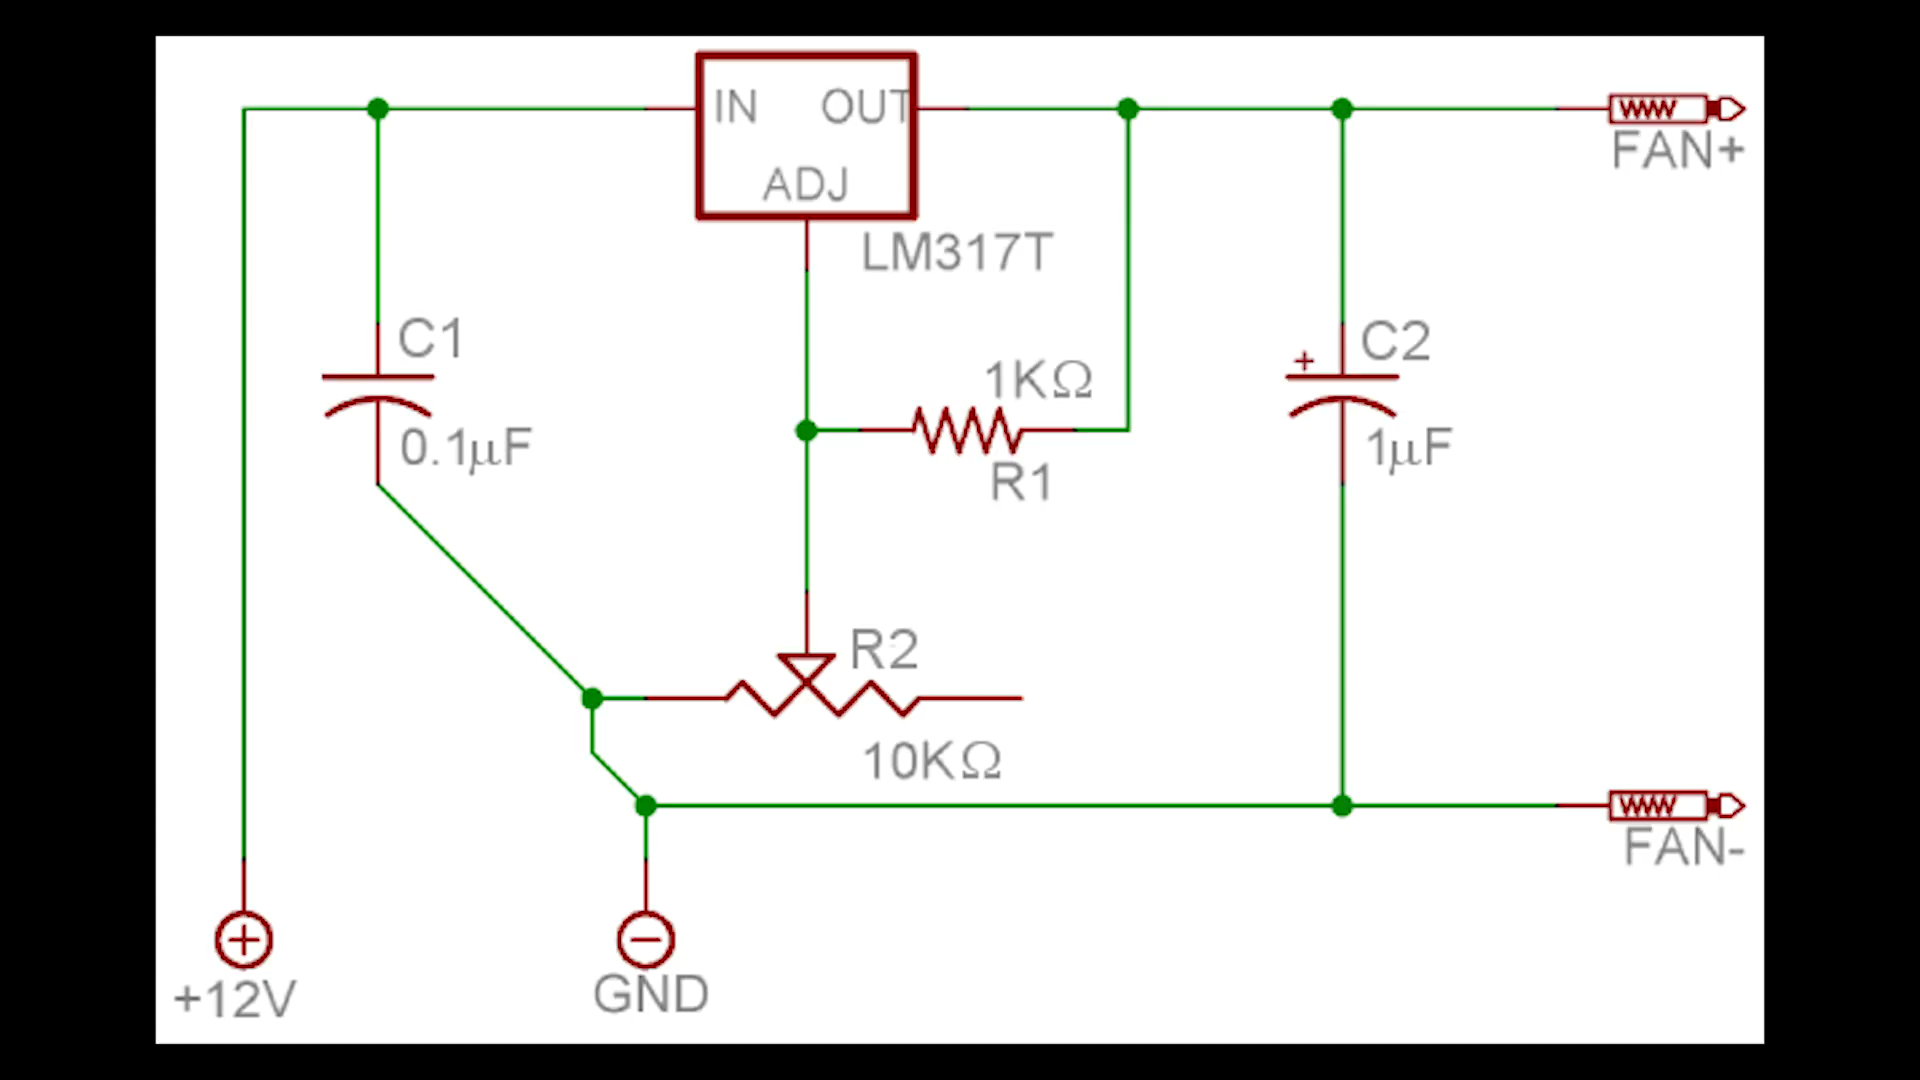 IN OUT
ADJ
LM317T
FAN+
C1
0.1µF
1KΩ
R1
+ C2
1µF
R2
10KΩ
FAN-
+12V
GND